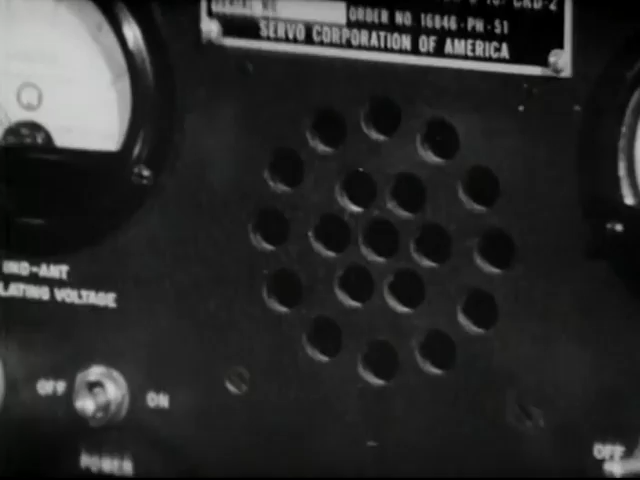 ORDER NO. 16846-PH-51
SERVO CORPORATION OF AMERICA
IND-ANT
LATING VOLTAGE
OFF
ON
POWER
OFF